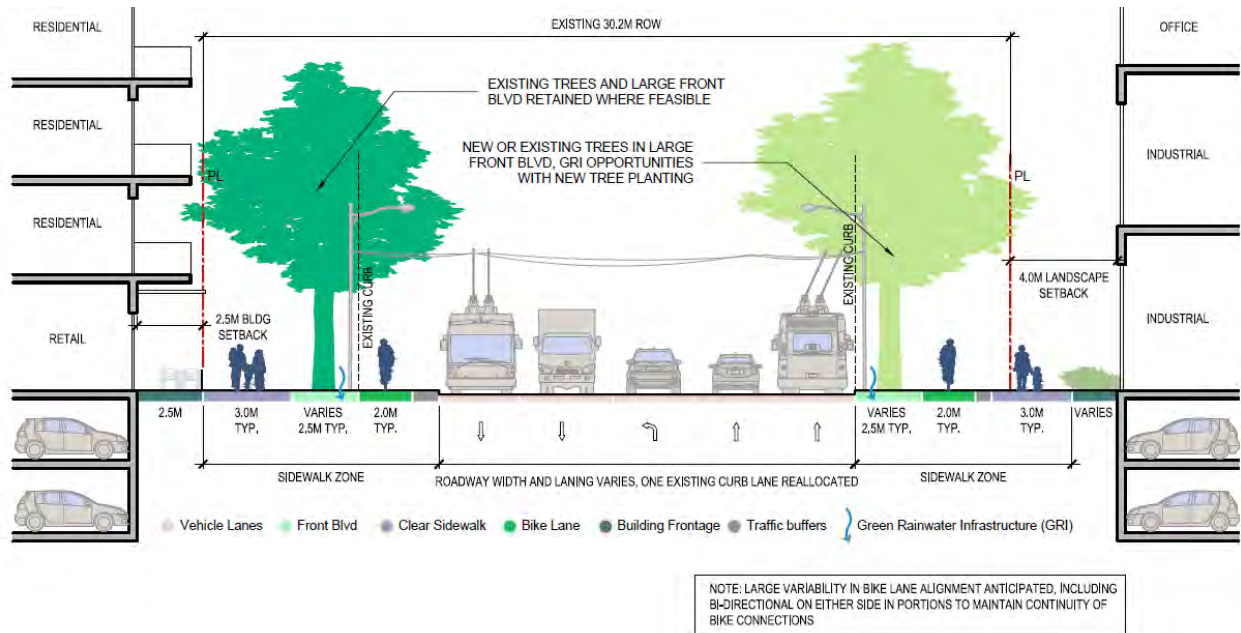 RESIDENTIAL
EXISTING 30.2M ROW
OFFICE
EXISTING TREES AND LARGE FRONT
BLVD RETAINED WHERE FEASIBLE
RESIDENTIAL
NEW OR EXISTING TREES IN LARGE
FRONT BLVD, GRI OPPORTUNITIES
WITH NEW TREE PLANTING
INDUSTRIAL
PL
PL
RESIDENTIAL
EXISTING CURB
EXISTING CURB
4.0M LANDSCAPE
SETBACK
2.5M BLDG
SETBACK
RETAIL
INDUSTRIAL
2.5M
3.0M
TYP.
VARIES
2.5M TYP.
2.0M
TYP.
VARIES
2.5M TYP.
2.0M
TYP.
3.0M
TYP.
VARIES
SIDEWALK ZONE
ROADWAY WIDTH AND LANING VARIES, ONE EXISTING CURB LANE REALLOCATED
SIDEWALK ZONE
Vehicle Lanes
Front Blvd
Clear Sidewalk
Bike Lane
Building Frontage
Traffic buffers
Green Rainwater Infrastructure (GRI)
NOTE: LARGE VARIABILITY IN BIKE LANE ALIGNMENT ANTICIPATED, INCLUDING
BI-DIRECTIONAL ON EITHER SIDE IN PORTIONS TO MAINTAIN CONTINUITY OF
BIKE CONNECTIONS